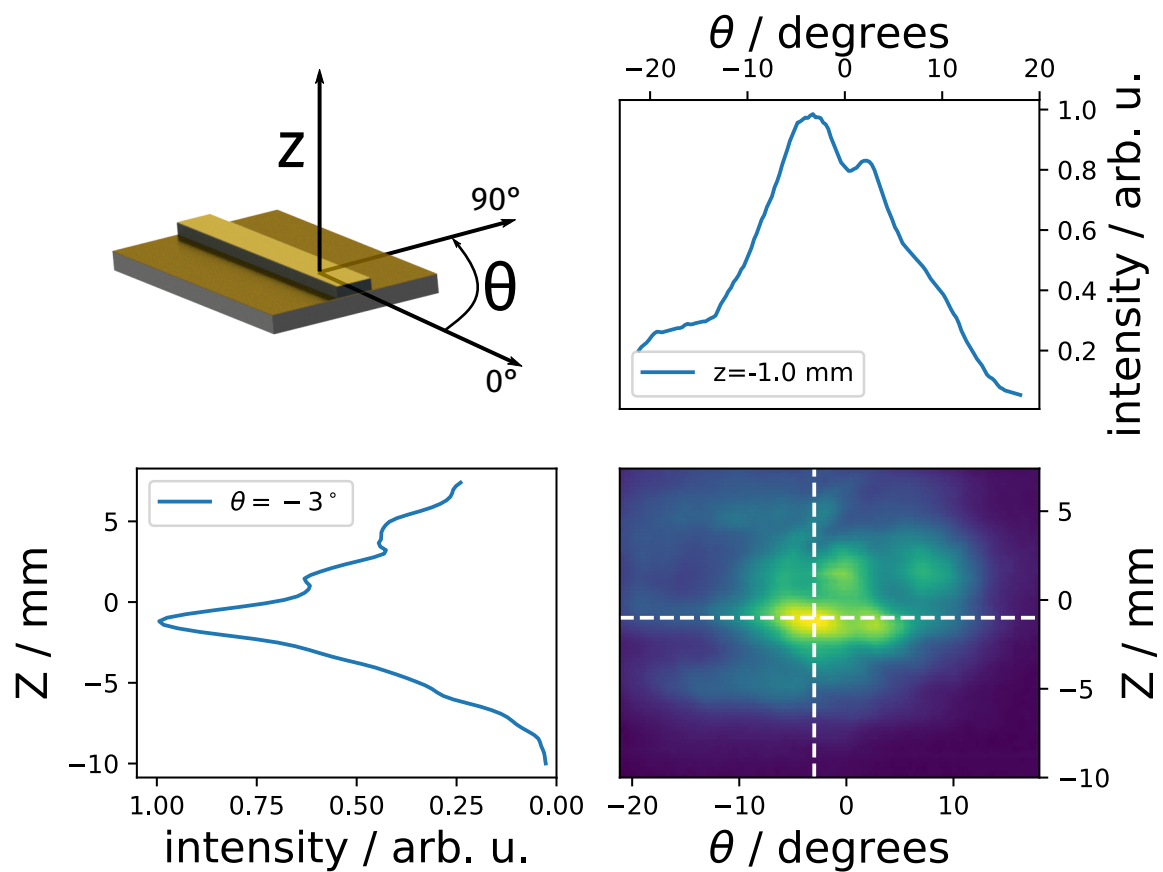 Z
90°
θ
0°
θ / degrees
−20 −10 0 10 20
1.0
0.8
0.6
0.4
0.2
intensity / arb. u.
z=-1.0 mm
θ = − 3°
5
0
−5
−10
Z / mm
1.00 0.75 0.50 0.25 0.00
intensity / arb. u.
5
0
−5
−10
Z / mm
−20 −10 0 10
θ / degrees